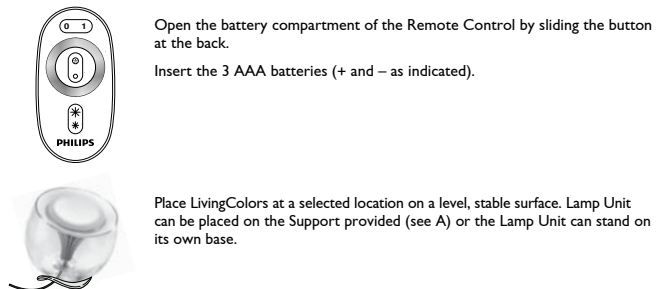 0 1
PHILIPS
Open the battery compartment of the Remote Control by sliding the button
at the back.
Insert the 3 AAA batteries (+ and – as indicated).
Place LivingColors at a selected location on a level, stable surface. Lamp Unit
can be placed on the Support provided (see A) or the Lamp Unit can stand on
its own base.